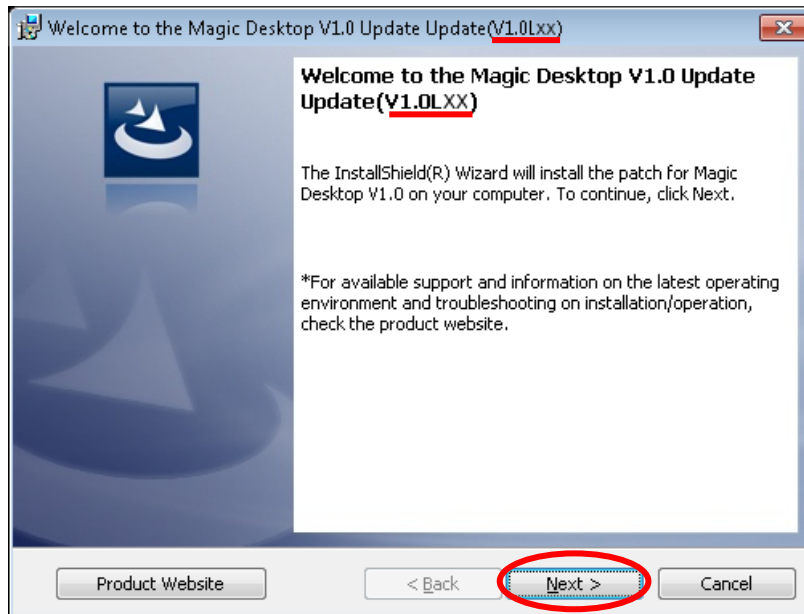 Welcome to the Magic Desktop V1.0 Update Update(V1.0Lxx)
Welcome to the Magic Desktop V1.0 Update
Update(V1.0LXX)
The InstallShield(R) Wizard will install the patch for Magic
Desktop V1.0 on your computer. To continue, click Next.
*For available support and information on the latest operating
environment and troubleshooting on installation/operation,
check the product website.
Product Website
< Back
Next >
Cancel